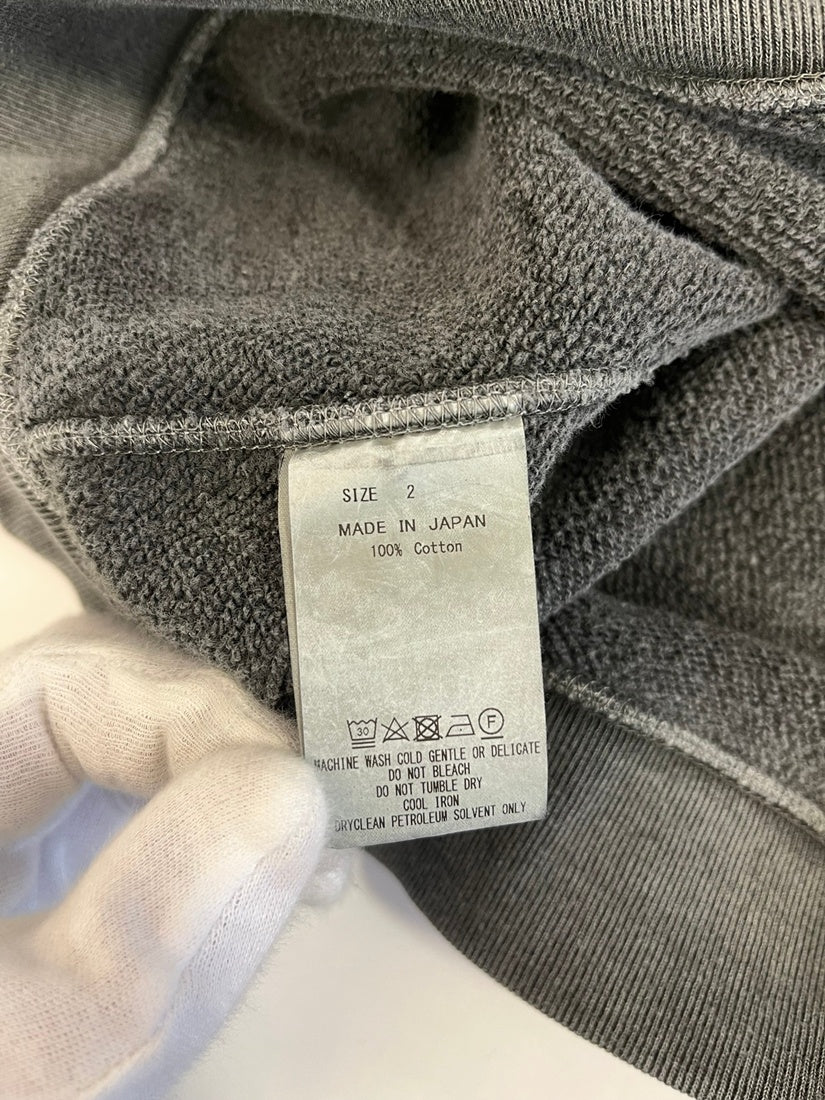 SIZE 2
MADE IN JAPAN
100% Cotton
30 F
MACHINE WASH COLD GENTLE OR DELICATE
DO NOT BLEACH
DO NOT TUMBLE DRY
COOL IRON
DRYCLEAN PETROLEUM SOLVENT ONLY